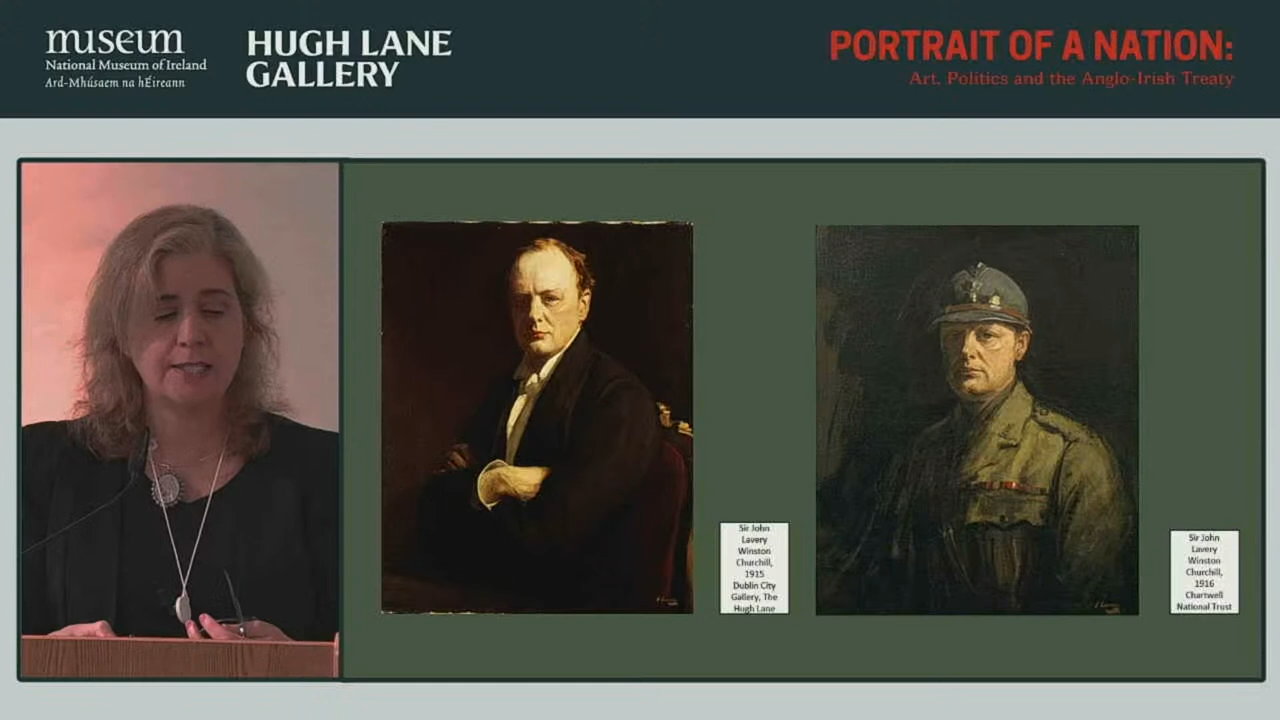 museum
National Museum of Ireland
Ard-Mhúsaem na hÉireann
HUGH LANE
GALLERY
PORTRAIT OF A NATION:
Art, Politics and the Anglo-Irish Treaty
Sir John
Lavery
Winston
Churchill,
1915
Dublin City
Gallery, The
Hugh Lane
Sir John
Lavery
Winston
Churchill,
1916
Chartwell
National Trust